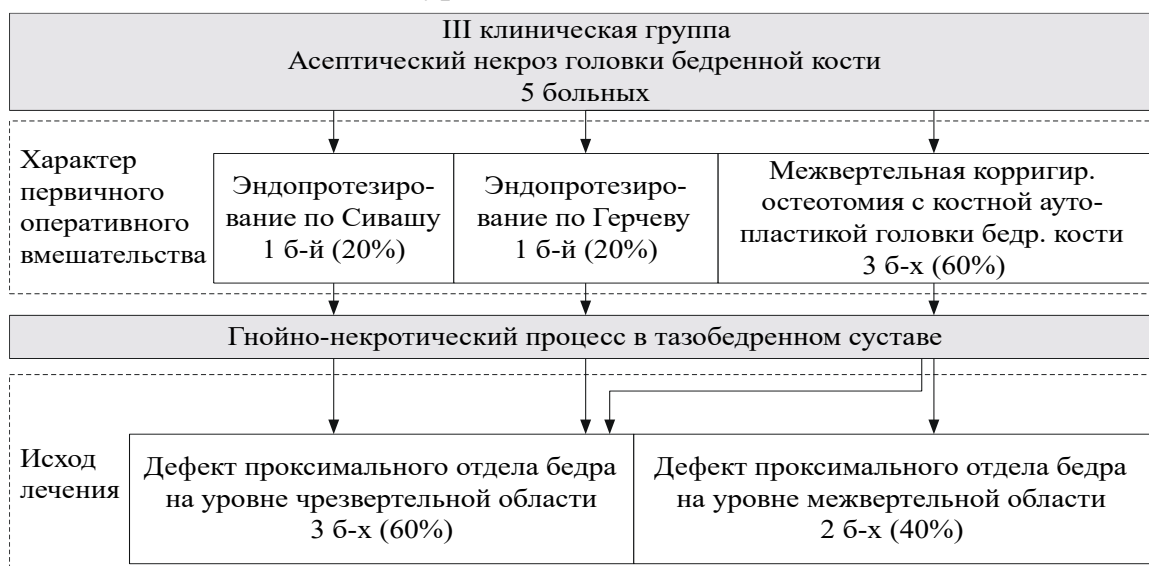 III клиническая группа
Асептический некроз головки бедренной кости
5 больных
Характер
первичного
оперативного
вмешательства
Эндопротезиро-
вание по Сивашу
1 б-й (20%)
Эндопротезиро-
вание по Герчеву
1 б-й (20%)
Межвертельная корригир.
остеотомия с костной ауто-
пластикой головки бедр. кости
3 б-х (60%)
Гнойно-некротический процесс в тазобедренном суставе
Исход
лечения
Дефект проксимального отдела бедра
на уровне чрезвертельной области
3 б-х (60%)
Дефект проксимального отдела бедра
на уровне межвертельной области
2 б-х (40%)